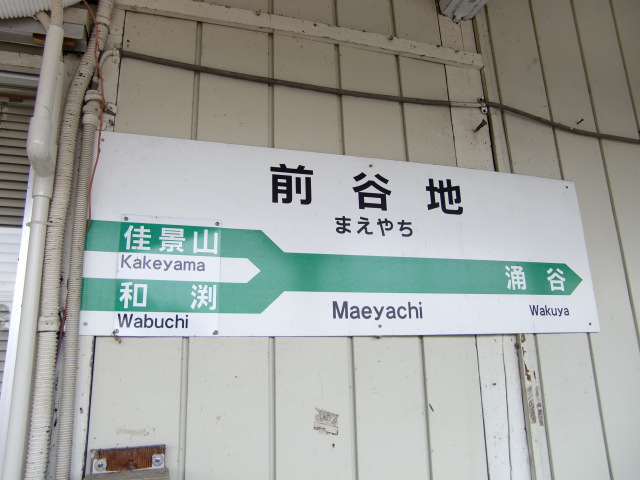 前谷地
まえやち
佳景山
Kakeyama
和渕
Wabuchi
Maeyachi
涌谷
Wakuya